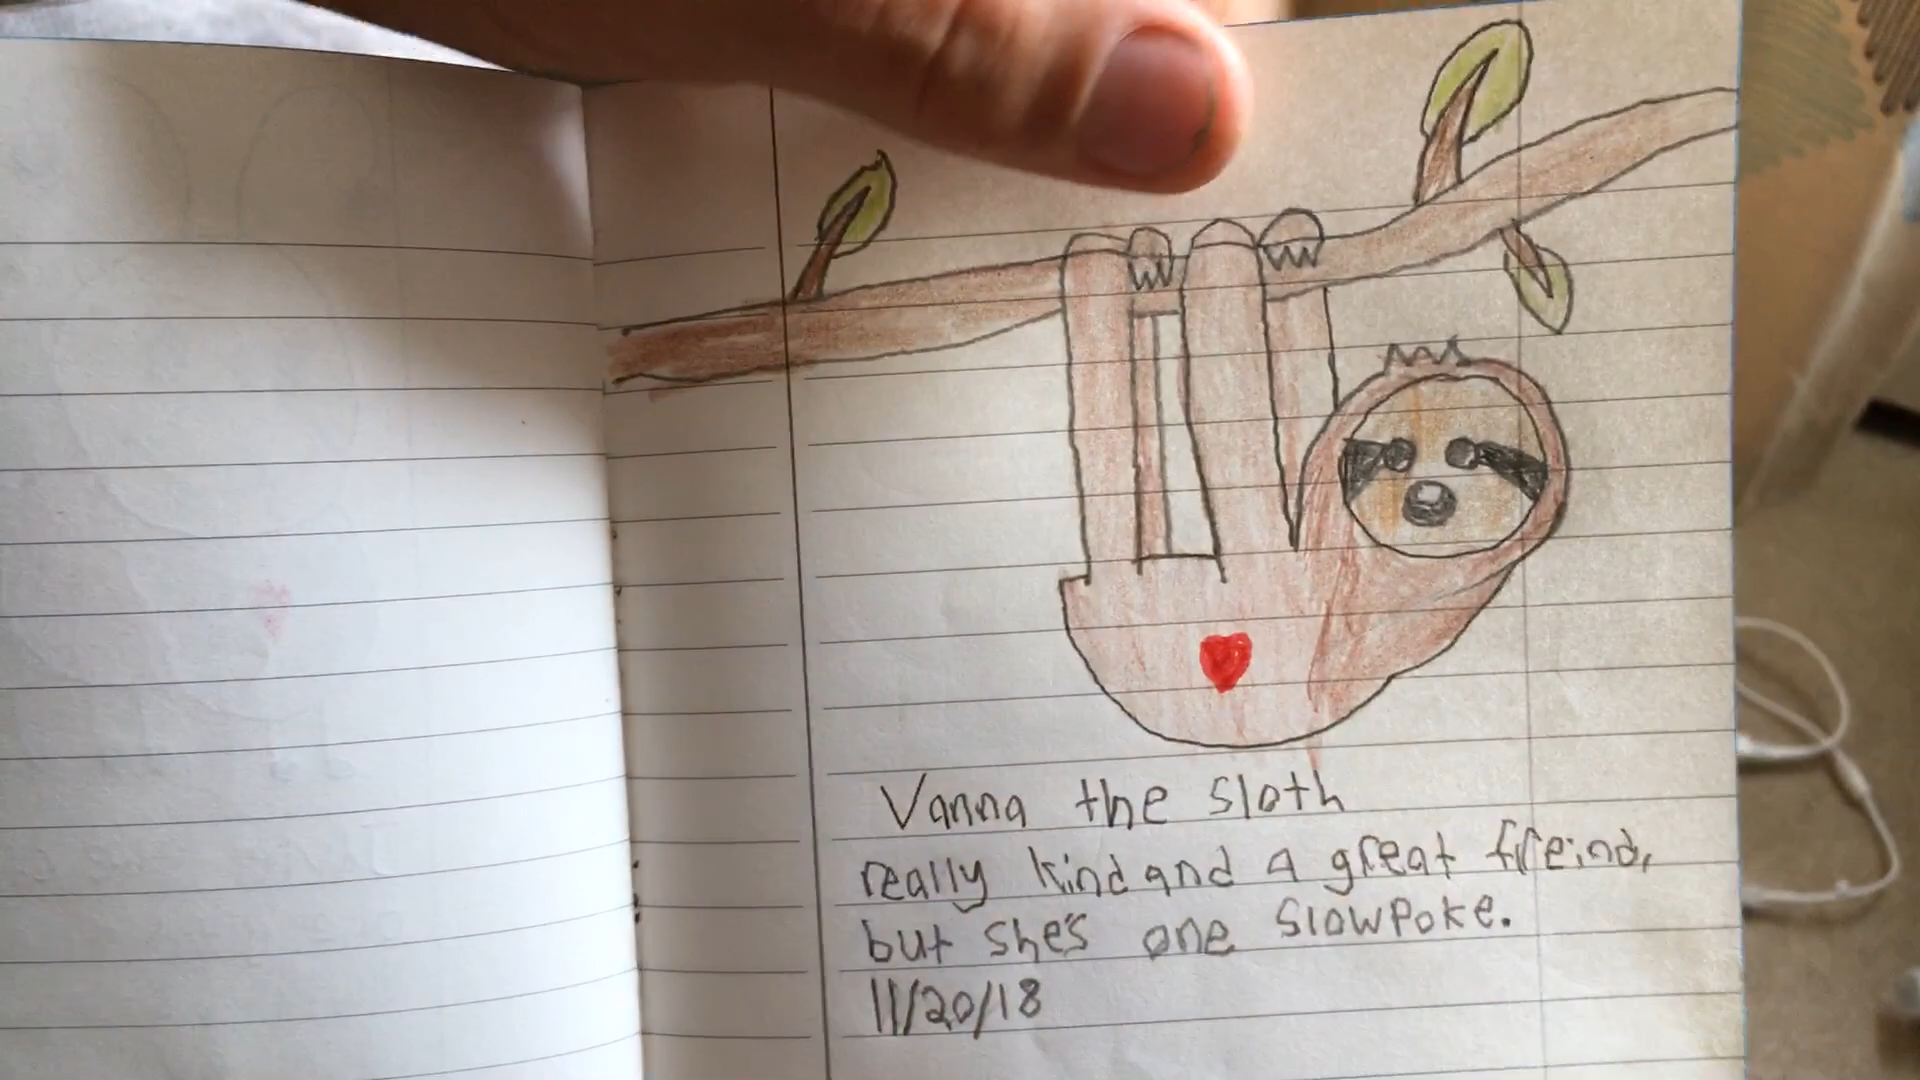 Vanna the Sloth
really kind and a great freind,
but she's one slowpoke.
11/20/18